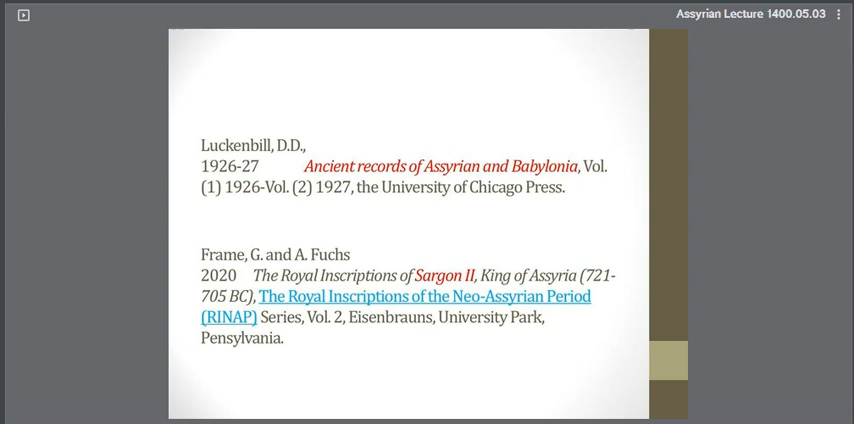 Assyrian Lecture 1400.05.03
Luckenbill, D.D.,
1926-27 Ancient records of Assyrian and Babylonia, Vol.
(1) 1926-Vol. (2) 1927, the University of Chicago Press.
Frame, G. and A. Fuchs
2020 The Royal Inscriptions of Sargon II, King of Assyria (721-
705 BC), The Royal Inscriptions of the Neo-Assyrian Period
(RINAP) Series, Vol. 2, Eisenbrauns, University Park,
Pensylvania.